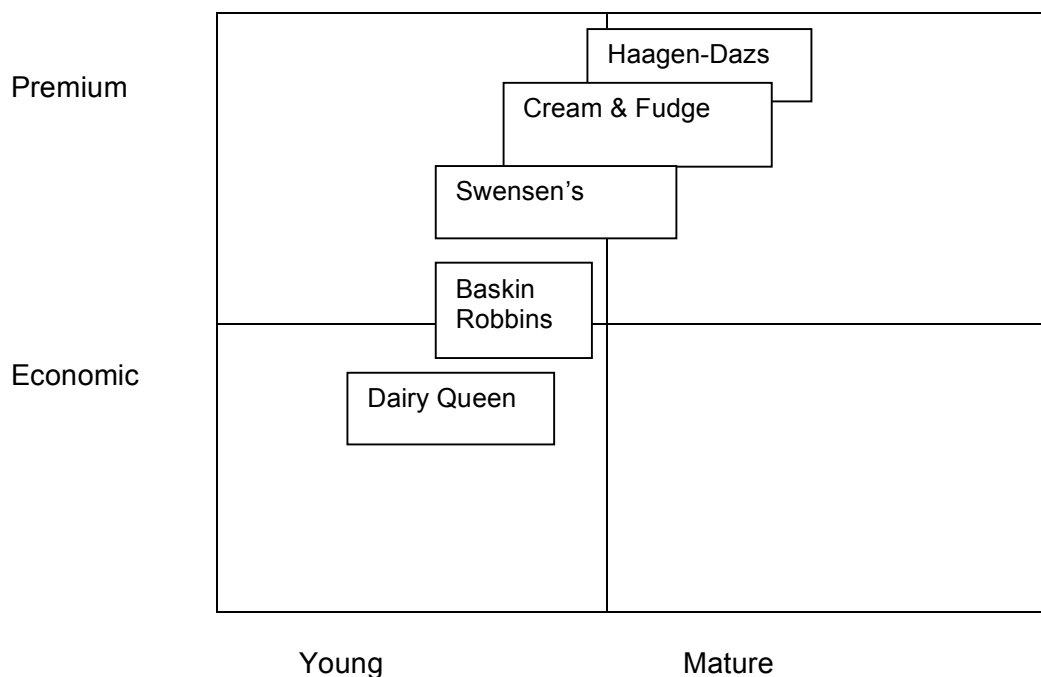 Haagen-Dazs
Premium
Cream & Fudge
Swensen’s
Baskin
Robbins
Economic
Dairy Queen
Young
Mature